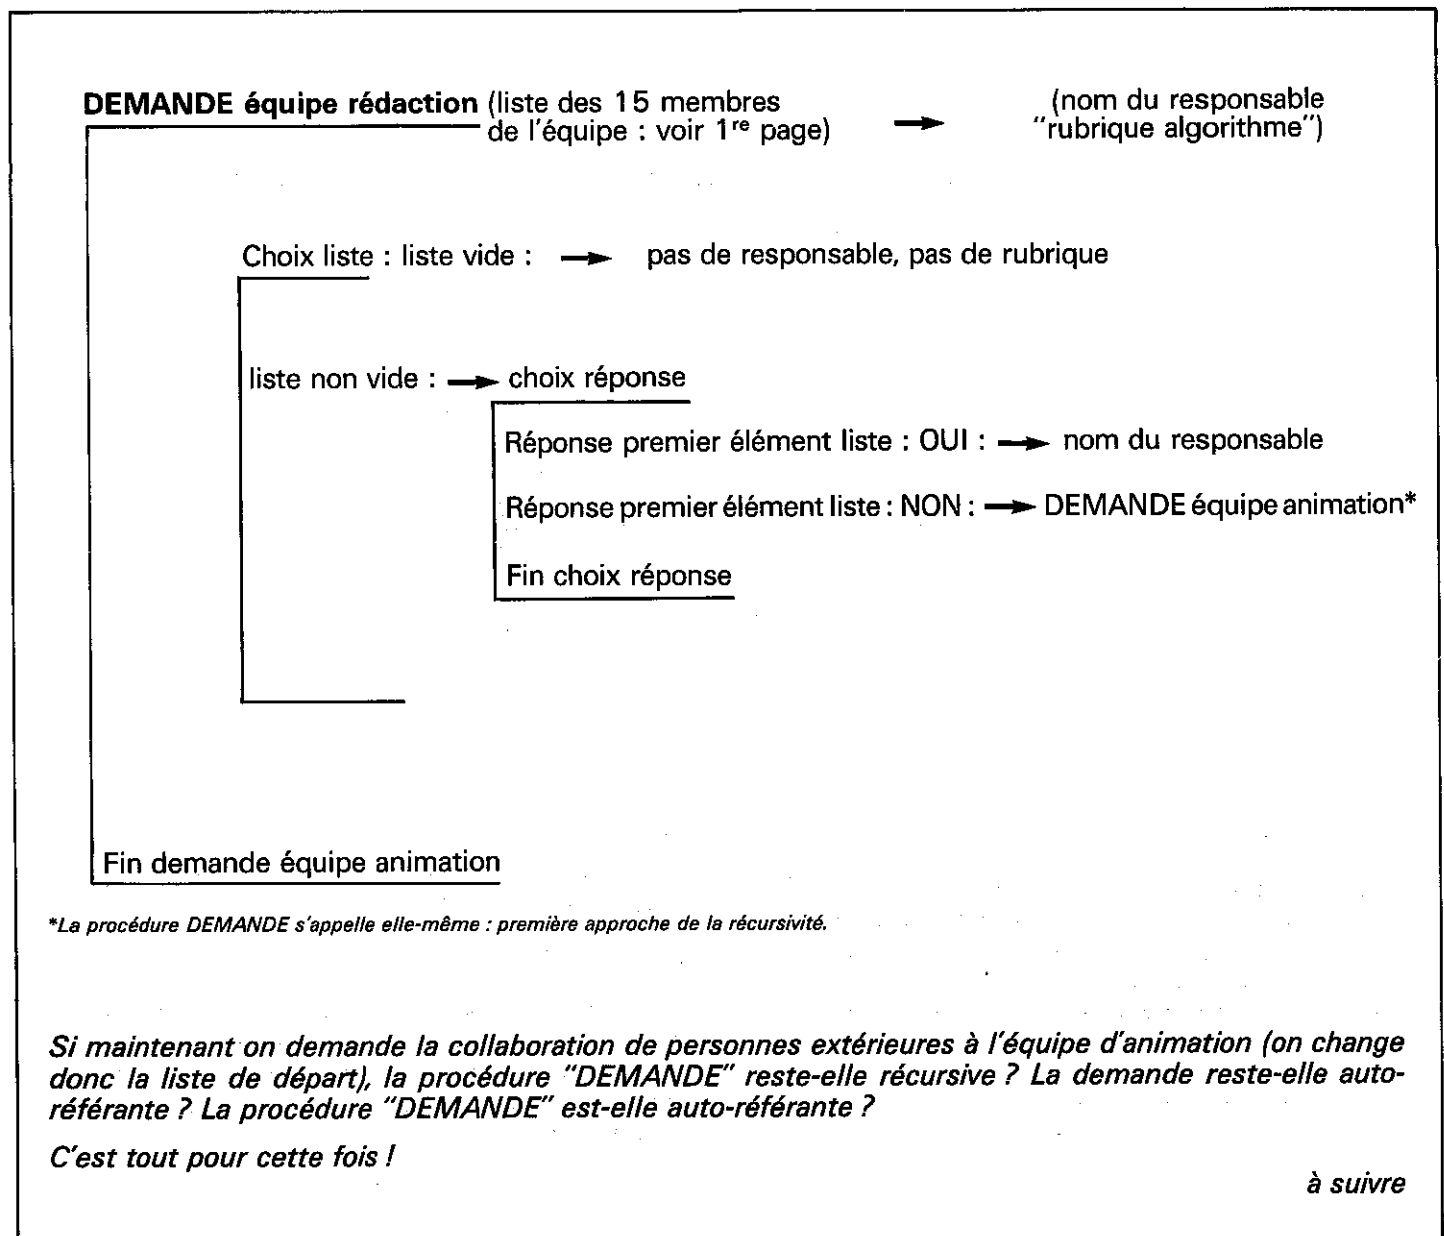 DEMANDE équipe rédaction (liste des 15 membres de l'équipe : voir 1re page) → (nom du responsable "rubrique algorithme")
Choix liste : liste vide : → pas de responsable, pas de rubrique
liste non vide : → choix réponse
Réponse premier élément liste : OUI : → nom du responsable
Réponse premier élément liste : NON : → DEMANDE équipe animation*
Fin choix réponse
Fin demande équipe animation
*La procédure DEMANDE s'appelle elle-même : première approche de la récursivité.
Si maintenant on demande la collaboration de personnes extérieures à l'équipe d'animation (on change
donc la liste de départ), la procédure "DEMANDE" reste-elle récursive ? La demande reste-elle auto-
référante ? La procédure "DEMANDE" est-elle auto-référante ?
C'est tout pour cette fois !
à suivre